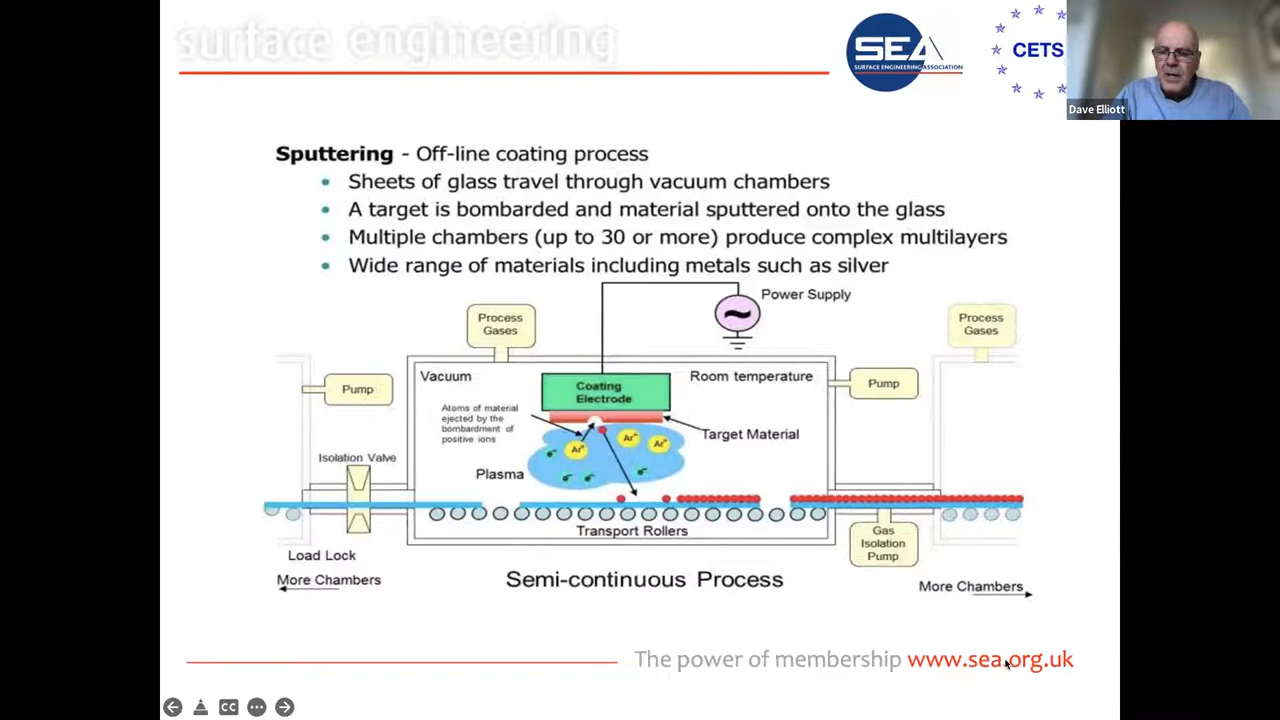 surface engineering
SEA
SURFACE ENGINEERING ASSOCIATION
CETS
Dave Elliott
Sputtering - Off-line coating process
• Sheets of glass travel through vacuum chambers
• A target is bombarded and material sputtered onto the glass
• Multiple chambers (up to 30 or more) produce complex multilayers
• Wide range of materials including metals such as silver
Power Supply
Process
Gases
Process
Gases
Vacuum
Coating
Electrode
Room temperature
Pump
Pump
Atoms of material
ejected by the
bombardment of
positive ions
Target Material
Ar+
Ar+
Ar+
Isolation Valve
Plasma
Transport Rollers
Gas
Isolation
Pump
Load Lock
More Chambers
Semi-continuous Process
More Chambers
The power of membership www.sea.org.uk
CC